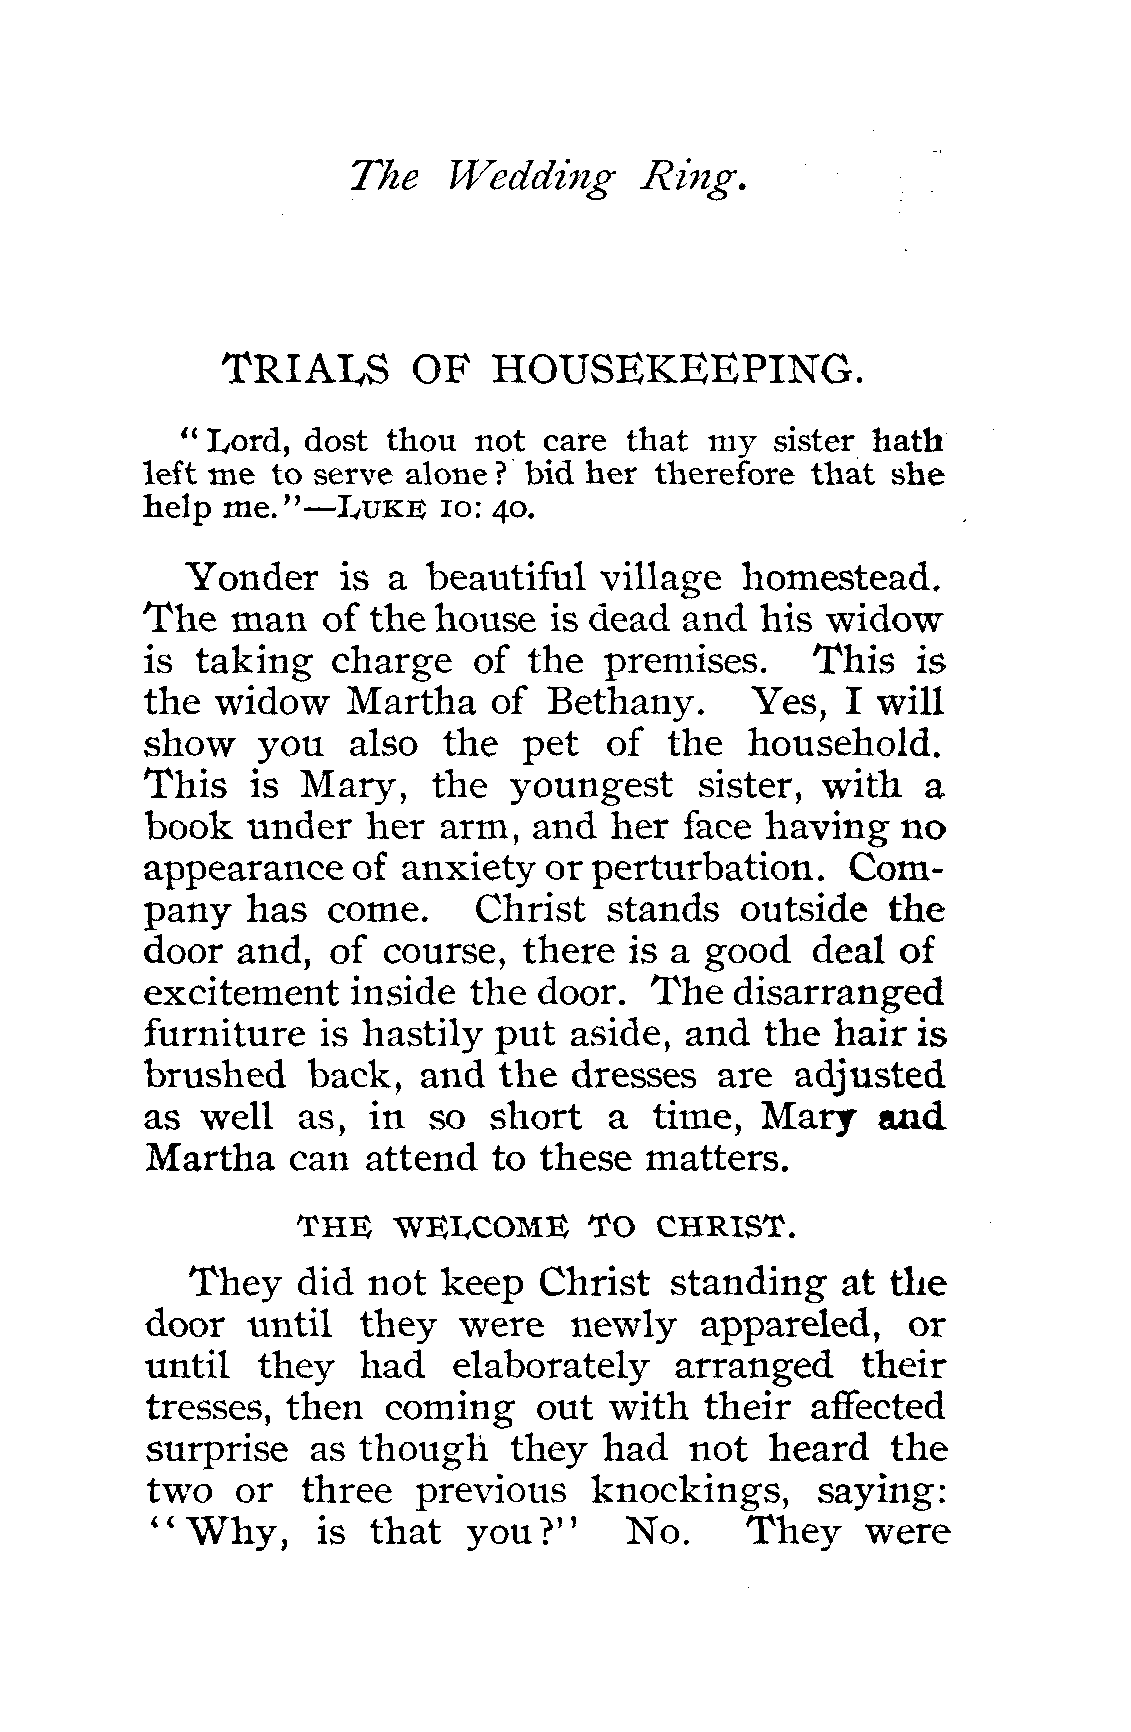 The Wedding Ring.
TRIALS OF HOUSEKEEPING.
“Lord, dost thou not care that my sister hath
left me to serve alone? bid her therefore that she
help me.”—LUKE 10: 40.
Yonder is a beautiful village homestead.
The man of the house is dead and his widow
is taking charge of the premises. This is
the widow Martha of Bethany. Yes, I will
show you also the pet of the household.
This is Mary, the youngest sister, with a
book under her arm, and her face having no
appearance of anxiety or perturbation. Com-
pany has come. Christ stands outside the
door and, of course, there is a good deal of
excitement inside the door. The disarranged
furniture is hastily put aside, and the hair is
brushed back, and the dresses are adjusted
as well as, in so short a time, Mary and
Martha can attend to these matters.
THE WELCOME TO CHRIST.
They did not keep Christ standing at the
door until they were newly appareled, or
until they had elaborately arranged their
tresses, then coming out with their affected
surprise as though they had not heard the
two or three previous knockings, saying:
“Why, is that you?” No. They were